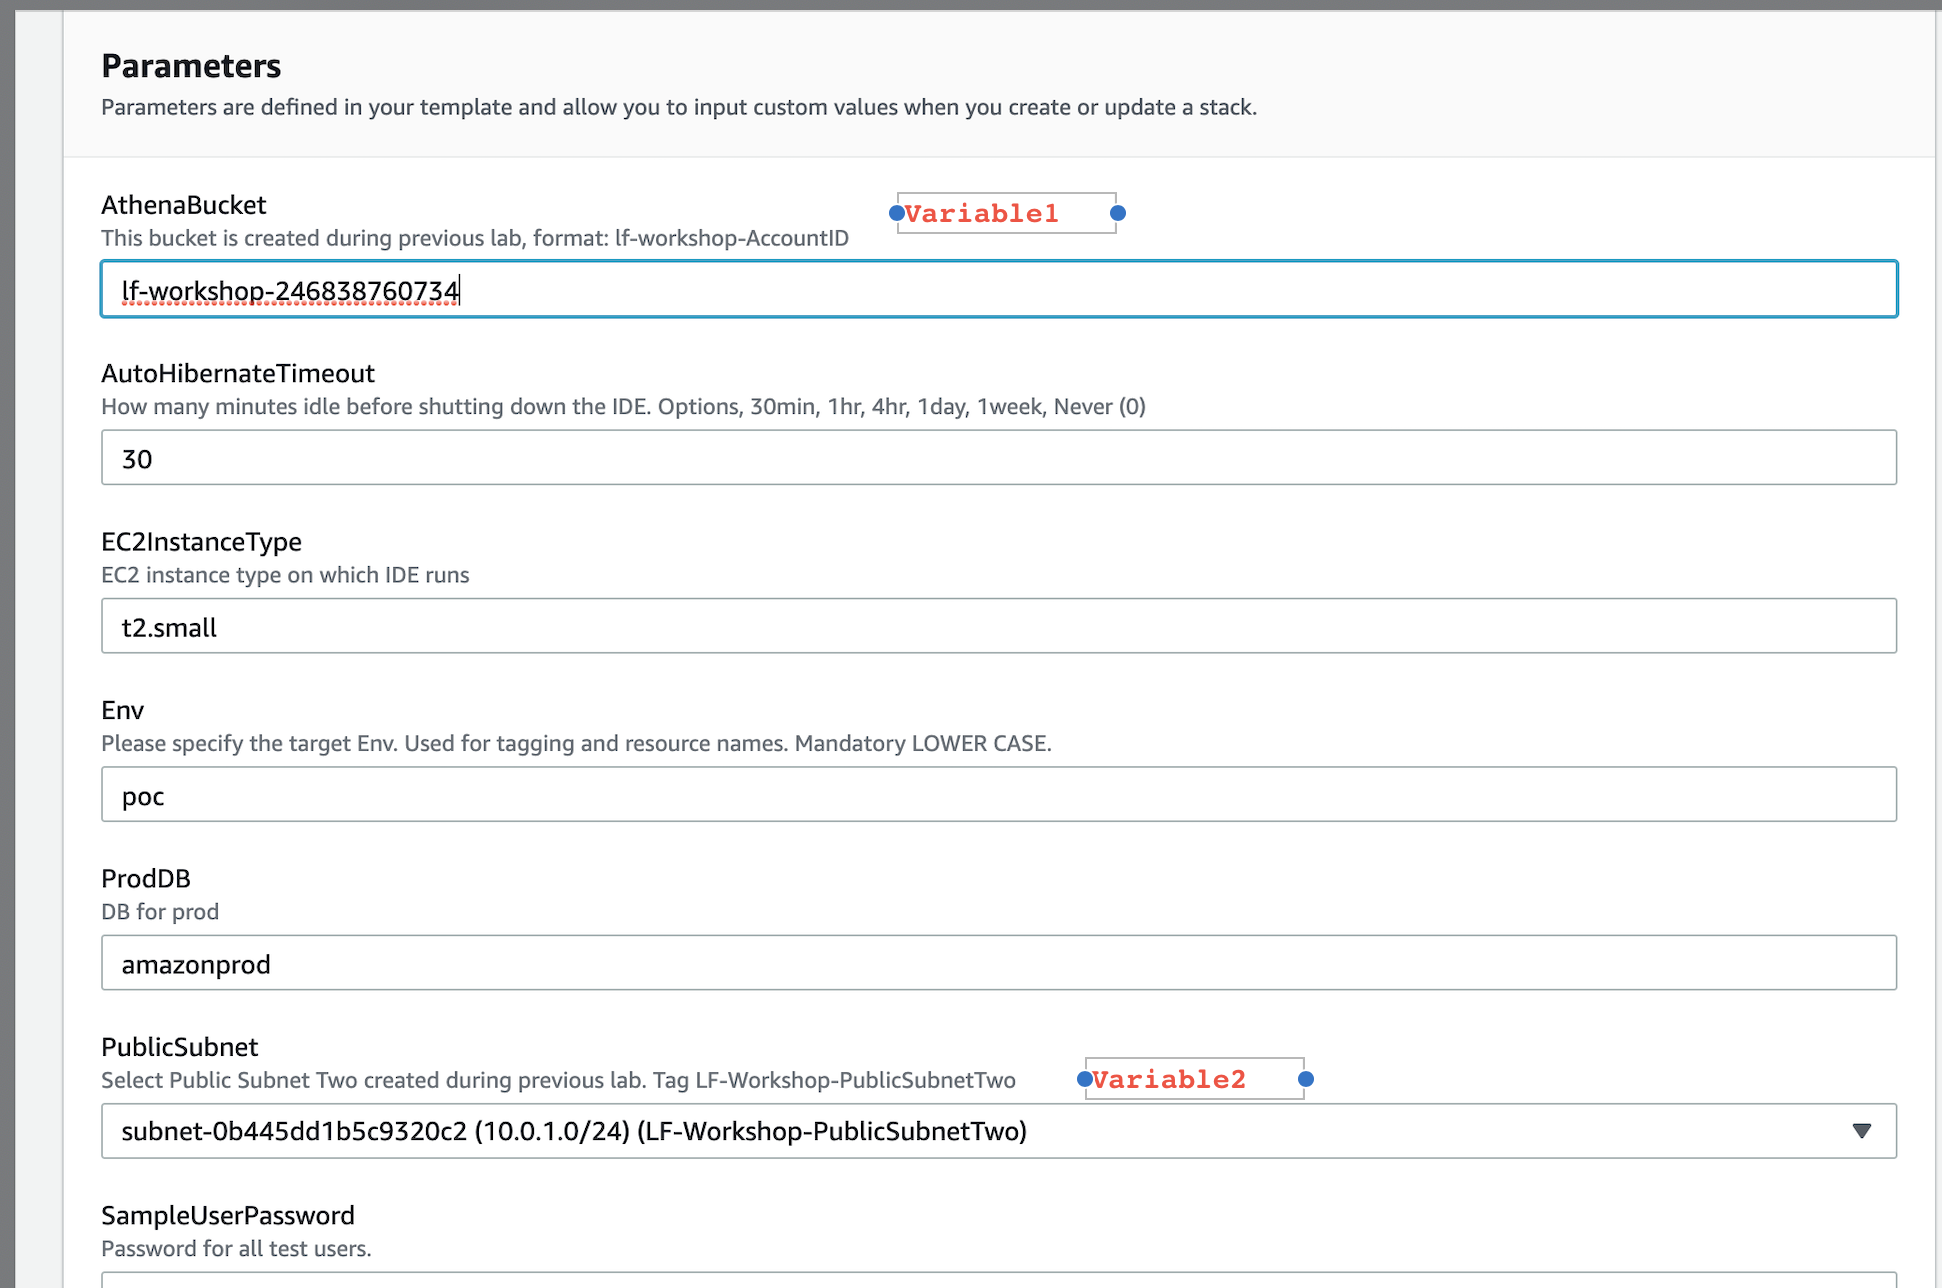 Parameters
Parameters are defined in your template and allow you to input custom values when you create or update a stack.
AthenaBucket
Variable1
This bucket is created during previous lab, format: lf-workshop-AccountID
lf-workshop-246838760734
AutoHibernateTimeout
How many minutes idle before shutting down the IDE. Options, 30min, 1hr, 4hr, 1day, 1week, Never (0)
30
EC2InstanceType
EC2 instance type on which IDE runs
t2.small
Env
Please specify the target Env. Used for tagging and resource names. Mandatory LOWER CASE.
poc
ProdDB
DB for prod
amazonprod
PublicSubnet
Select Public Subnet Two created during previous lab. Tag LF-Workshop-PublicSubnetTwo
Variable2
subnet-0b445dd1b5c9320c2 (10.0.1.0/24) (LF-Workshop-PublicSubnetTwo)
SampleUserPassword
Password for all test users.